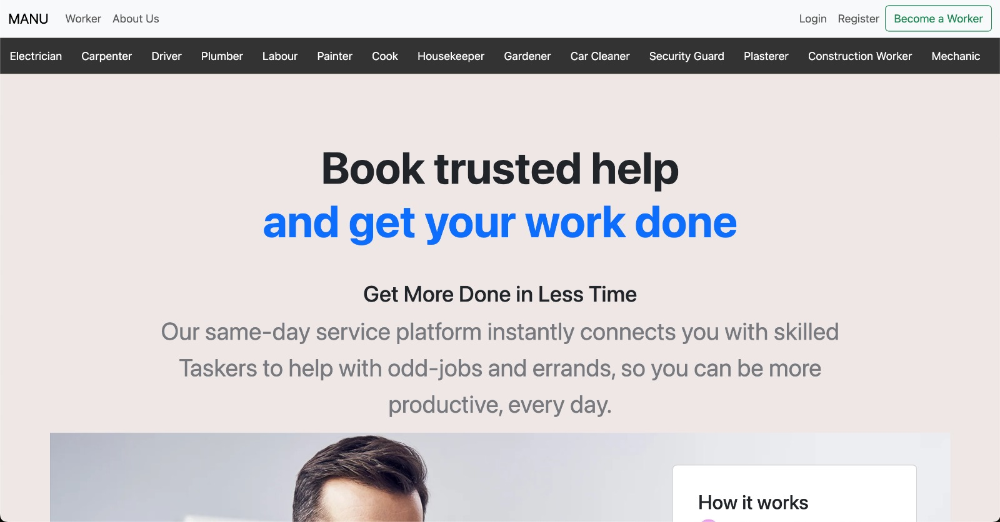 MANU Worker About Us Login Register Become a Worker
Electrician Carpenter Driver Plumber Labour Painter Cook Housekeeper Gardener Car Cleaner Security Guard Plasterer Construction Worker Mechanic
Book trusted help
and get your work done
Get More Done in Less Time
Our same-day service platform instantly connects you with skilled
Taskers to help with odd-jobs and errands, so you can be more
productive, every day.
How it works